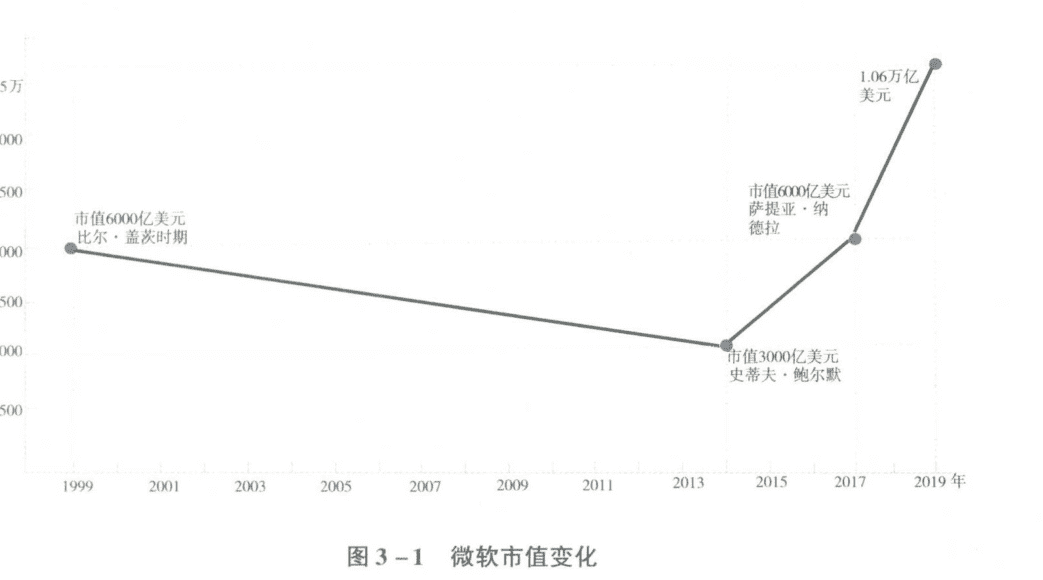 5万
000
500
000
500
000
500
1.06万亿
美元
市值6000亿美元
萨提亚·纳
德拉
市值6000亿美元
比尔·盖茨时期
市值3000亿美元
史蒂夫·鲍尔默
1999 2001 2003 2005 2007 2009 2011 2013 2015 2017 2019 年
图 3-1 微软市值变化